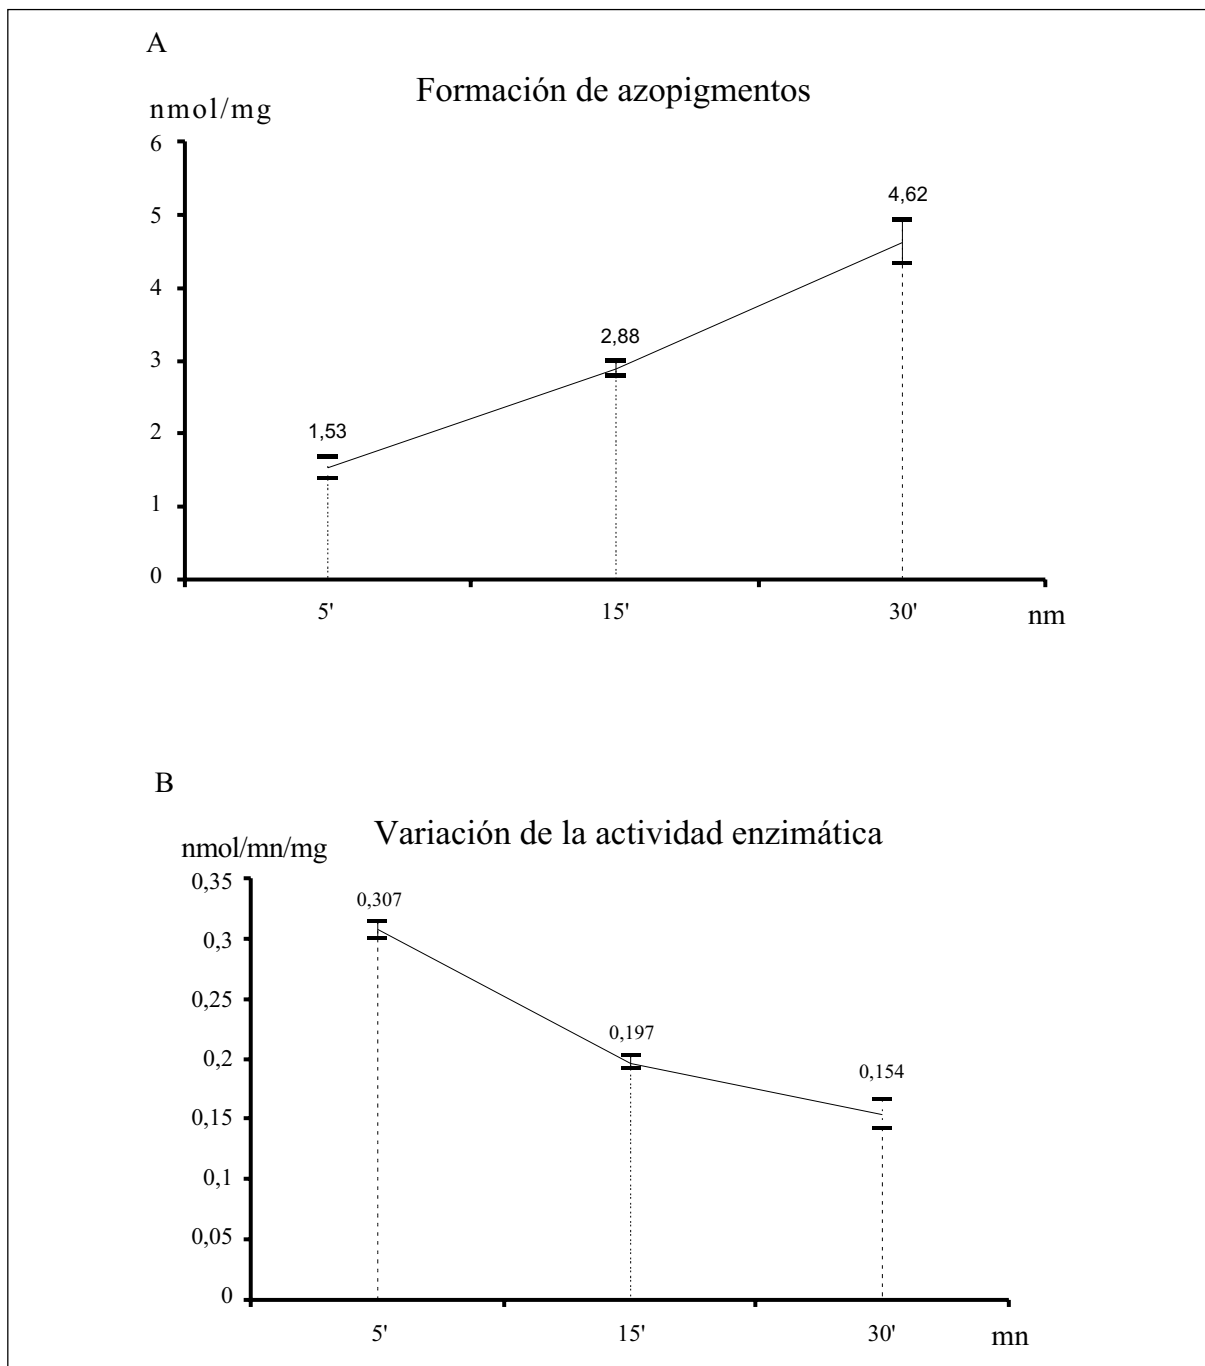 A
Formación de azopigmentos
nmol/mg
6
5
4
3
2
1
0
4,62
2,88
1,53
5' 15' 30' nm
B
Variación de la actividad enzimática
nmol/mn/mg
0,35
0,3
0,25
0,2
0,15
0,1
0,05
0
0,307
0,197
0,154
5' 15' 30' mn